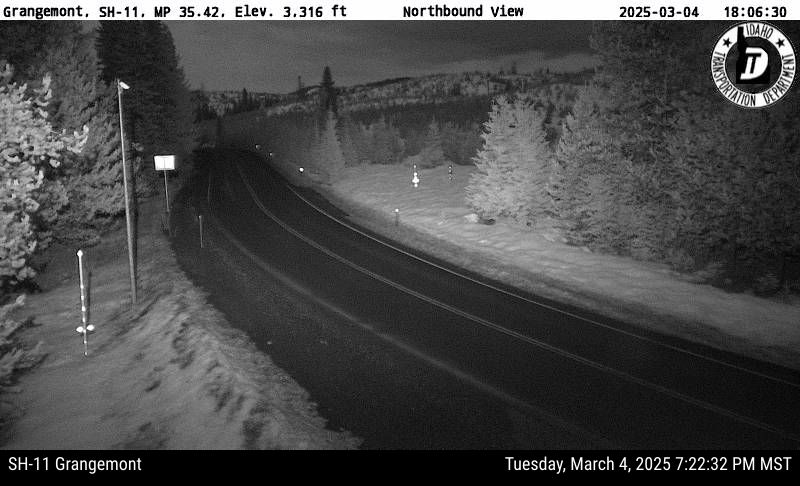 Grangemont, SH-11, MP 35.42, Elev. 3,316 ft Northbound View 2025-03-04 18:06:30
IDAHO
TRANSPORTATION DEPARTMENT
SH-11 Grangemont Tuesday, March 4, 2025 7:22:32 PM MST